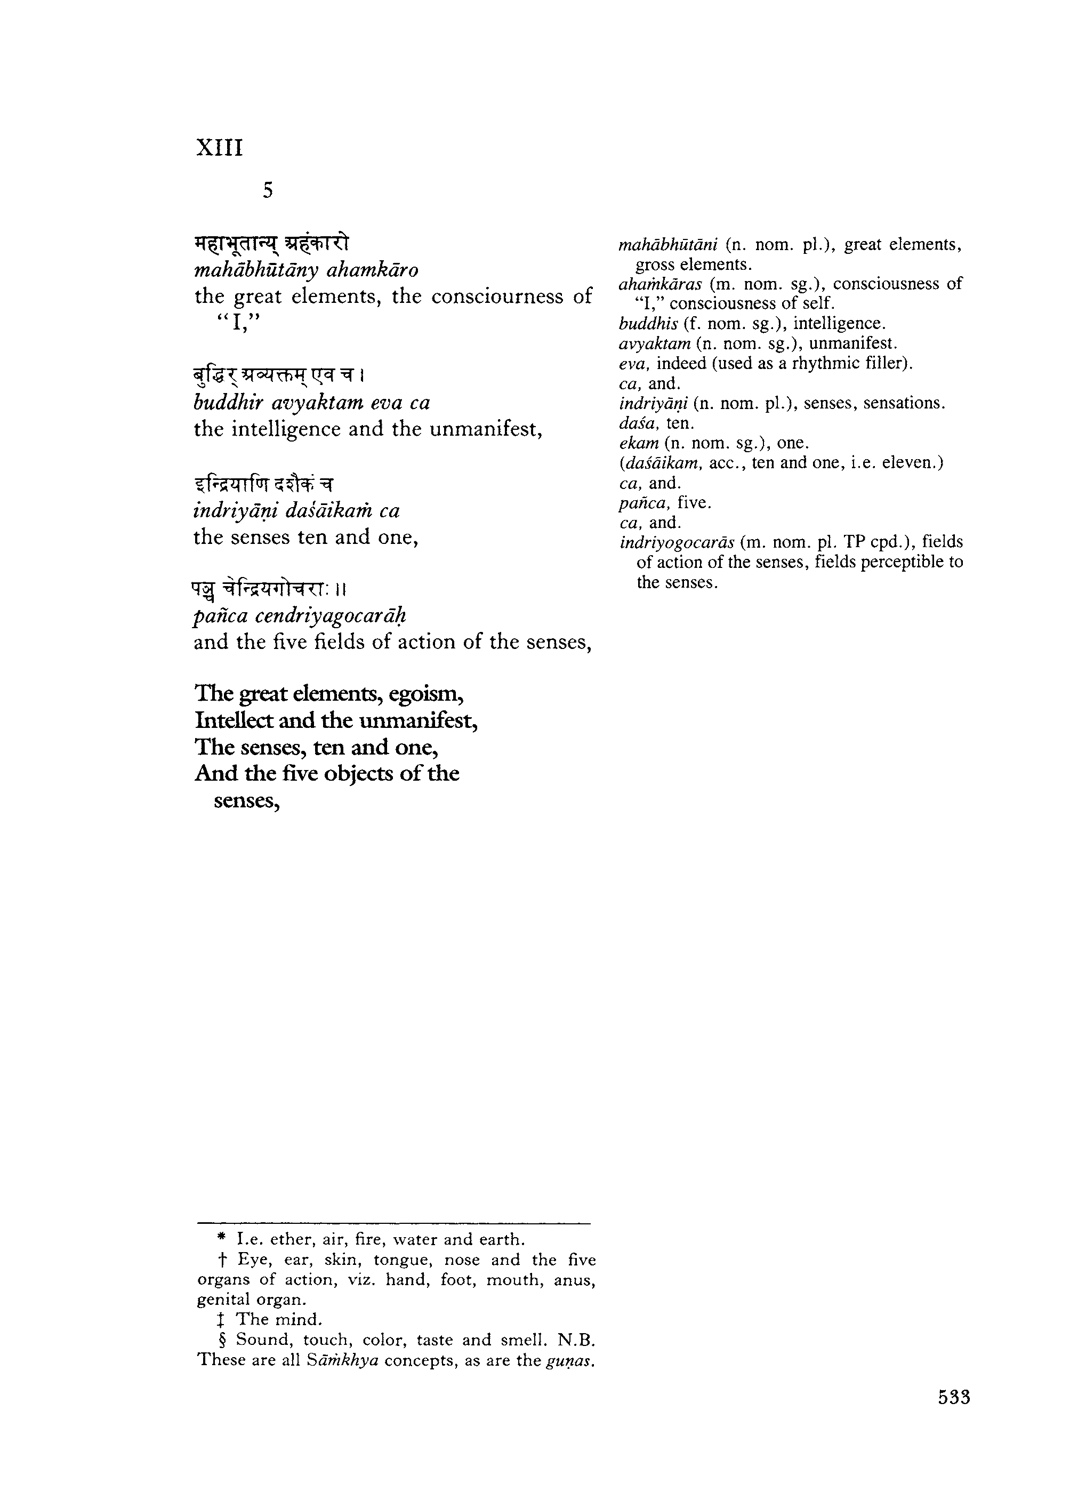 XIII
5
महाभूतान्य् अहंकारो
mahābhūtāny ahamkāro
the great elements, the consciourness of
“I,”
बुद्धिर् अव्यक्तम् एव च ।
buddhir avyaktam eva ca
the intelligence and the unmanifest,
इन्द्रियाणि दशैकं च
indriyāṇi daśāikaṁ ca
the senses ten and one,
पञ्च चेन्द्रियगोचराः ॥
pañca cendriyagocarāḥ
and the five fields of action of the senses,
The great elements, egoism,
Intellect and the unmanifest,
The senses, ten and one,
And the five objects of the
senses,
mahābhūtāni (n. nom. pl.), great elements,
gross elements.
ahaṁkāras (m. nom. sg.), consciousness of
“I,” consciousness of self.
buddhis (f. nom. sg.), intelligence.
avyaktam (n. nom. sg.), unmanifest.
eva, indeed (used as a rhythmic filler).
ca, and.
indriyāṇi (n. nom. pl.), senses, sensations.
daśa, ten.
ekam (n. nom. sg.), one.
(daśāikam, acc., ten and one, i.e. eleven.)
ca, and.
pañca, five.
ca, and.
indriyogocarās (m. nom. pl. TP cpd.), fields
of action of the senses, fields perceptible to
the senses.
* I.e. ether, air, fire, water and earth.
† Eye, ear, skin, tongue, nose and the five
organs of action, viz. hand, foot, mouth, anus,
genital organ.
‡ The mind.
§ Sound, touch, color, taste and smell. N.B.
These are all Sāṁkhya concepts, as are the guṇas.
533